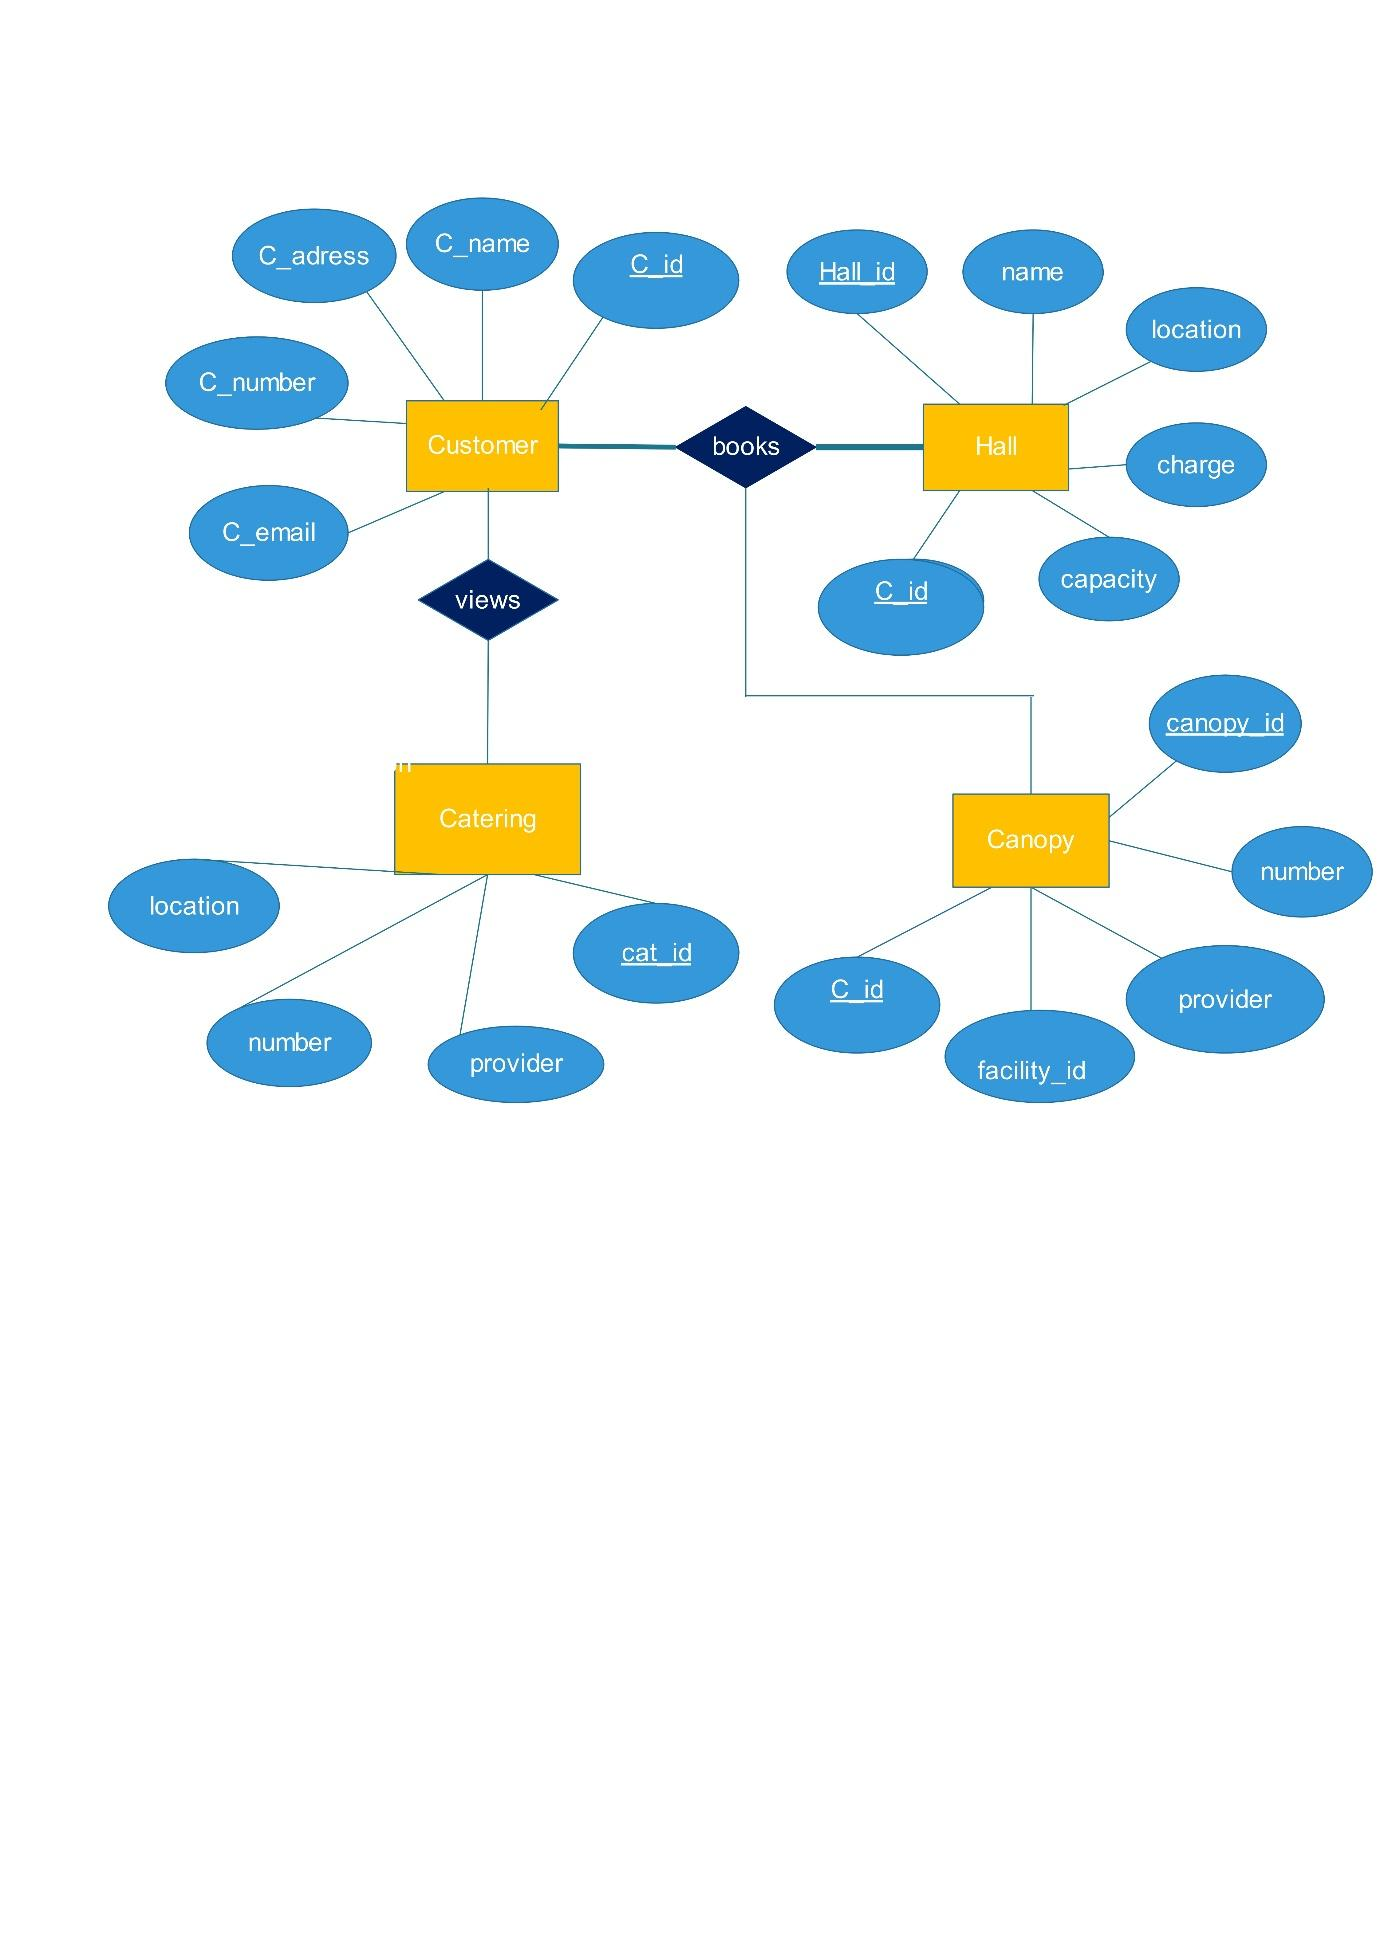 C_adress
C_name
C_id
Hall_id
name
location
C_number
Customer
books
Hall
charge
C_email
views
C_id
capacity
canopy_id
Catering
Canopy
number
location
cat_id
C_id
provider
number
provider
facility_id